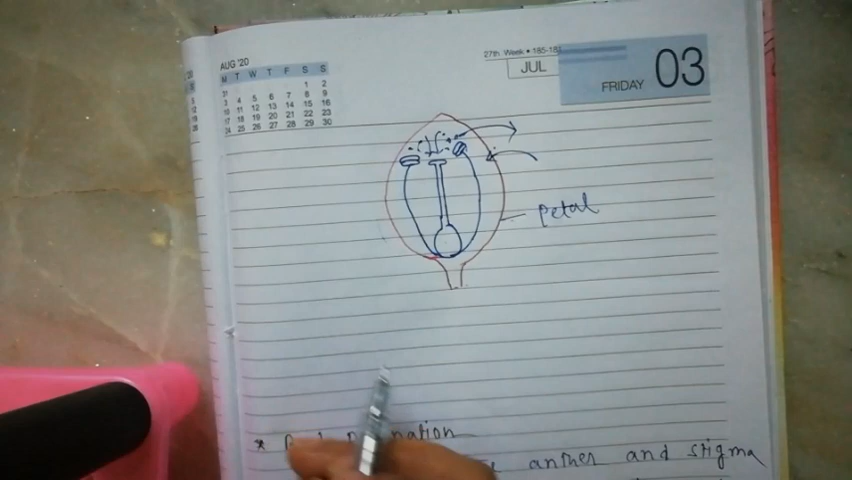 AUG '20
M T W T F S S
31 1 2
3 4 5 6 7 8 9
10 11 12 13 14 15 16
17 18 19 20 21 22 23
24 25 26 27 28 29 30
27th Week • 185-181
JUL
FRIDAY 03
Petal
*
anther and stigma